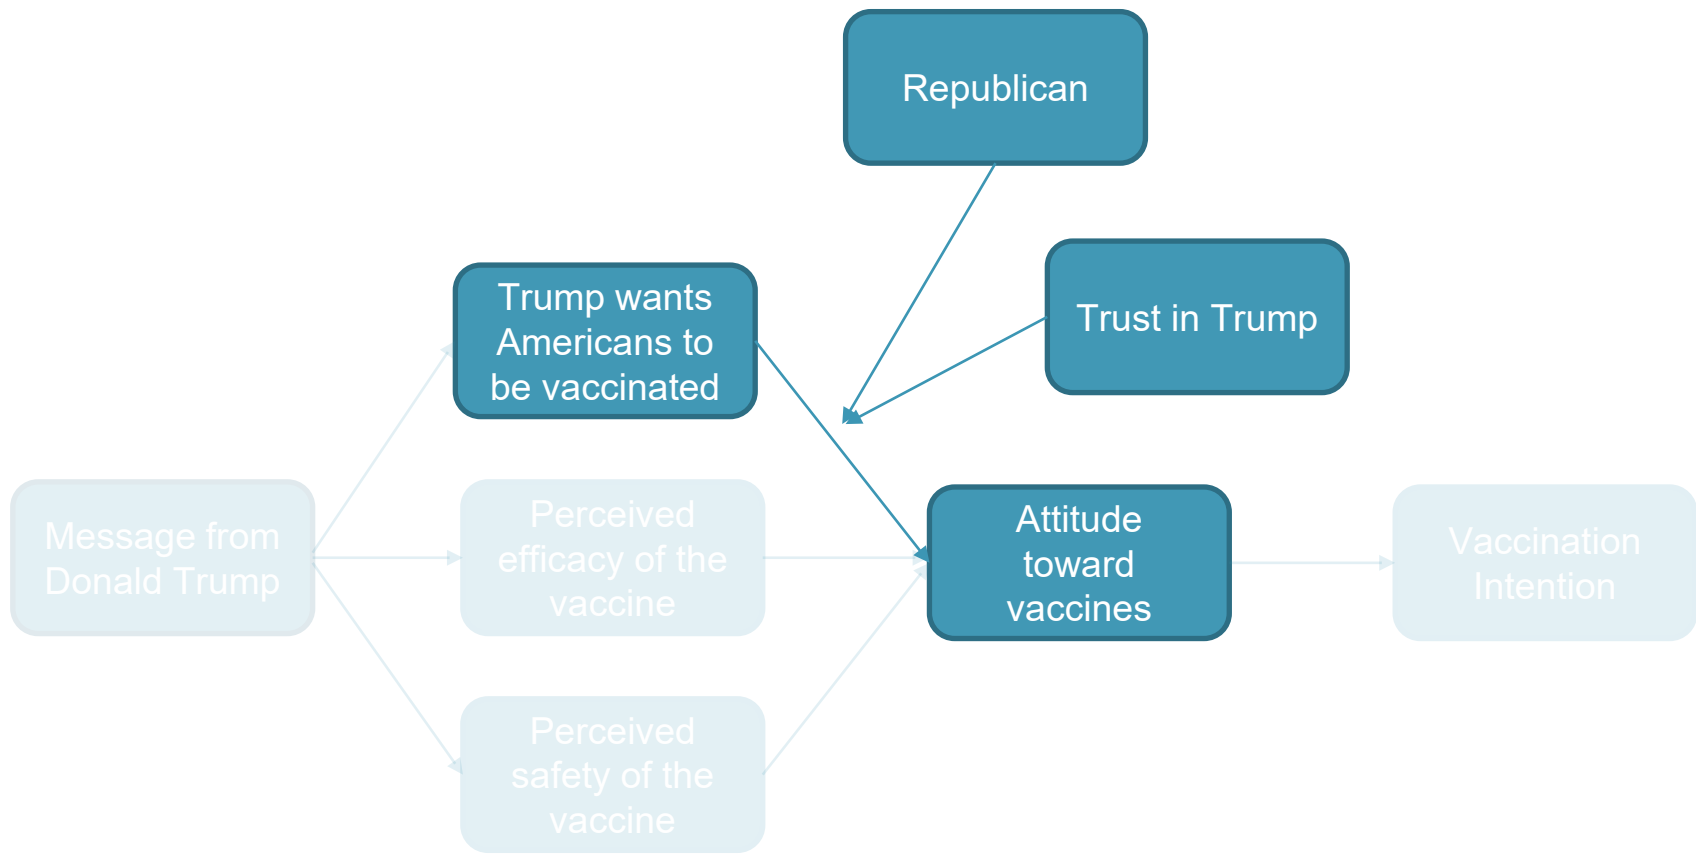 Republican
Trump wants
Americans to
be vaccinated
Trust in Trump
Message from
Donald Trump
Perceived
efficacy of the
vaccine
Attitude
toward
vaccines
Vaccination
Intention
Perceived
safety of the
vaccine